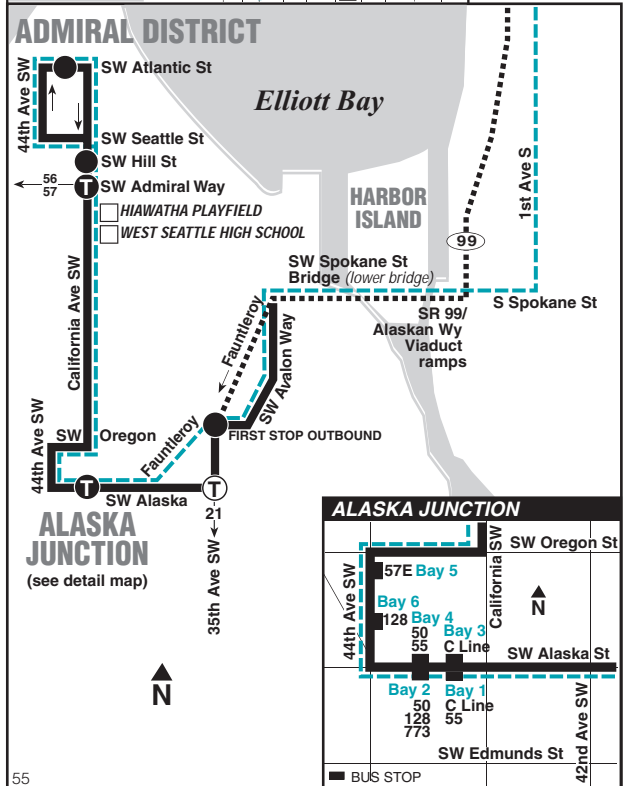 ADMIRAL DISTRICT
44th Ave SW
SW Atlantic St
SW Seattle St
SW Hill St
56
57
T
SW Admiral Way
HIAWATHA PLAYFIELD
WEST SEATTLE HIGH SCHOOL
Elliott Bay
HARBOR
ISLAND
99
1st Ave S
SW Spokane St
Bridge (lower bridge)
S Spokane St
SR 99/
Alaskan Wy
Viaduct
ramps
California Ave SW
Fauntleroy
SW Avalon Way
44th Ave SW
SW Oregon
Fauntleroy
FIRST STOP OUTBOUND
T
SW Alaska
T
21
35th Ave SW
ALASKA
JUNCTION
(see detail map)
N
55
ALASKA JUNCTION
California SW
SW Oregon St
44th Ave SW
57E Bay 5
Bay 6
128
Bay 4
50
55
Bay 3
C Line
N
SW Alaska St
Bay 2
50
128
773
Bay 1
C Line
55
42nd Ave SW
SW Edmunds St
BUS STOP